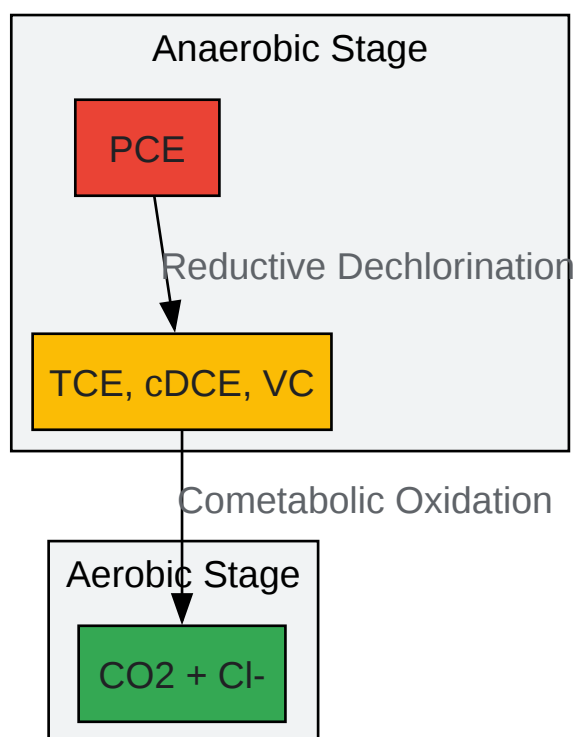 Anaerobic Stage
PCE
Reductive Dechlorination
TCE, cDCE, VC
Cometabolic Oxidation
Aerobic Stage
CO2 + Cl-